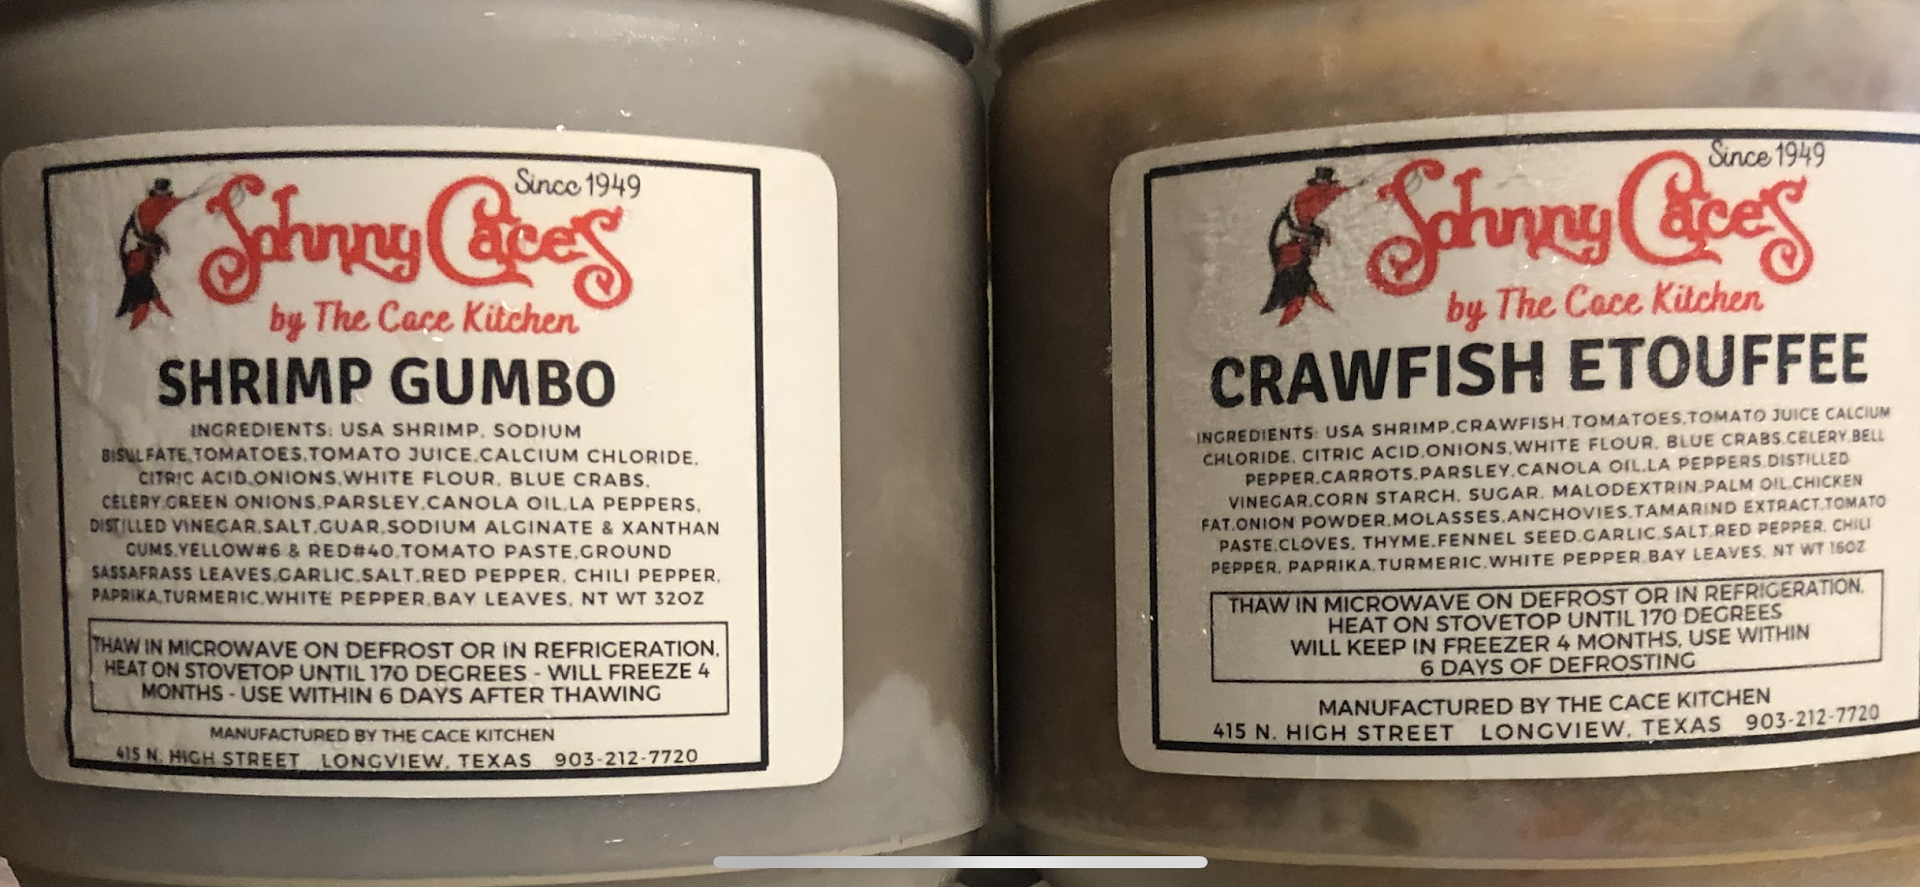 Since 1949
Johnny Cace's
by The Cace Kitchen
SHRIMP GUMBO
INGREDIENTS: USA SHRIMP, SODIUM
BISULFATE,TOMATOES,TOMATO JUICE,CALCIUM CHLORIDE,
CITRIC ACID,ONIONS,WHITE FLOUR, BLUE CRABS,
CELERY,GREEN ONIONS,PARSLEY,CANOLA OIL,LA PEPPERS,
DISTILLED VINEGAR,SALT,GUAR,SODIUM ALGINATE & XANTHAN
GUMS,YELLOW#6 & RED#40,TOMATO PASTE,GROUND
SASSAFRASS LEAVES,GARLIC,SALT,RED PEPPER, CHILI PEPPER,
PAPRIKA,TURMERIC,WHITE PEPPER,BAY LEAVES, NT WT 32OZ
THAW IN MICROWAVE ON DEFROST OR IN REFRIGERATION,
HEAT ON STOVETOP UNTIL 170 DEGREES - WILL FREEZE 4
MONTHS - USE WITHIN 6 DAYS AFTER THAWING
MANUFACTURED BY THE CACE KITCHEN
415 N. HIGH STREET LONGVIEW, TEXAS 903-212-7720
Since 1949
Johnny Cace's
by The Cace Kitchen
CRAWFISH ETOUFFEE
INGREDIENTS: USA SHRIMP,CRAWFISH,TOMATOES,TOMATO JUICE CALCIUM
CHLORIDE, CITRIC ACID,ONIONS,WHITE FLOUR, BLUE CRABS,CELERY,BELL
PEPPER,CARROTS,PARSLEY,CANOLA OIL,LA PEPPERS,DISTILLED
VINEGAR,CORN STARCH, SUGAR, MALODEXTRIN,PALM OIL,CHICKEN
FAT,ONION POWDER,MOLASSES,ANCHOVIES,TAMARIND EXTRACT,TOMATO
PASTE,CLOVES, THYME,FENNEL SEED,GARLIC,SALT,RED PEPPER, CHILI
PEPPER, PAPRIKA,TURMERIC,WHITE PEPPER,BAY LEAVES, NT WT 16OZ
THAW IN MICROWAVE ON DEFROST OR IN REFRIGERATION,
HEAT ON STOVETOP UNTIL 170 DEGREES
WILL KEEP IN FREEZER 4 MONTHS, USE WITHIN
6 DAYS OF DEFROSTING
MANUFACTURED BY THE CACE KITCHEN
415 N. HIGH STREET LONGVIEW, TEXAS 903-212-7720